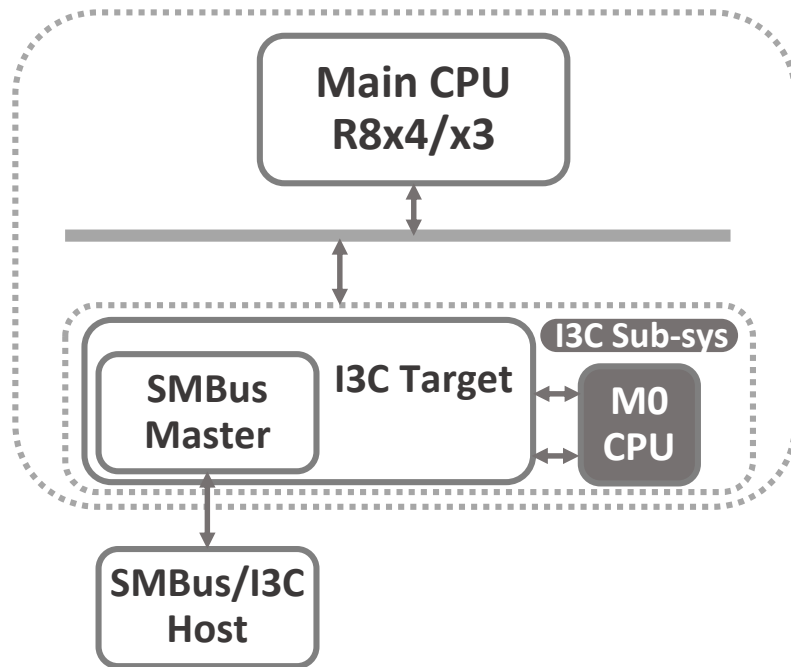 Main CPU
R8x4/x3
I3C Sub-sys
SMBus
Master
I3C Target
M0
CPU
SMBus/I3C
Host